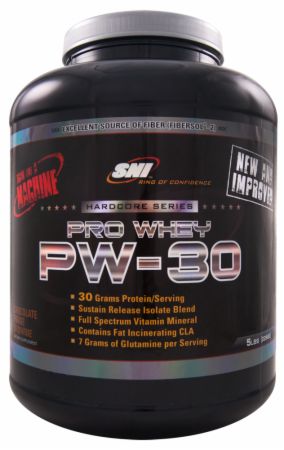 EXCELLENT SOURCE OF FIBER (FIBERSOL-2)
MACHINE
SNI
RING OF CONFIDENCE
NEW AND
IMPROVED
HARDCORE SERIES
PRO WHEY
PW-30
30 Grams Protein/Serving
Sustain Release Isolate Blend
Full Spectrum Vitamin Mineral
Contains Fat Incinerating CLA
7 Grams of Glutamine per Serving
CHOCOLATE
5Lbs